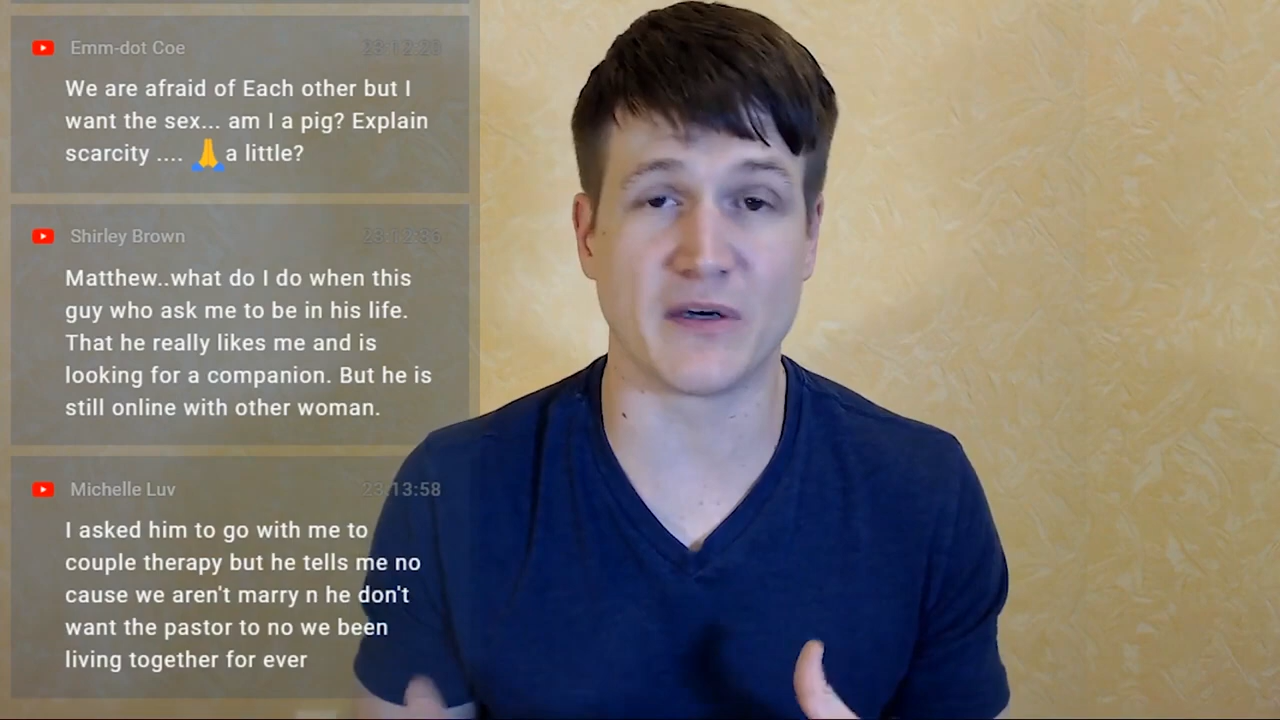 Emm-dot Coe
We are afraid of Each other but I
want the sex... am I a pig? Explain
scarcity .... 🙏 a little?
Shirley Brown
Matthew..what do I do when this
guy who ask me to be in his life.
That he really likes me and is
looking for a companion. But he is
still online with other woman.
Michelle Luv 23:13:58
I asked him to go with me to
couple therapy but he tells me no
cause we aren't marry n he don't
want the pastor to no we been
living together for ever